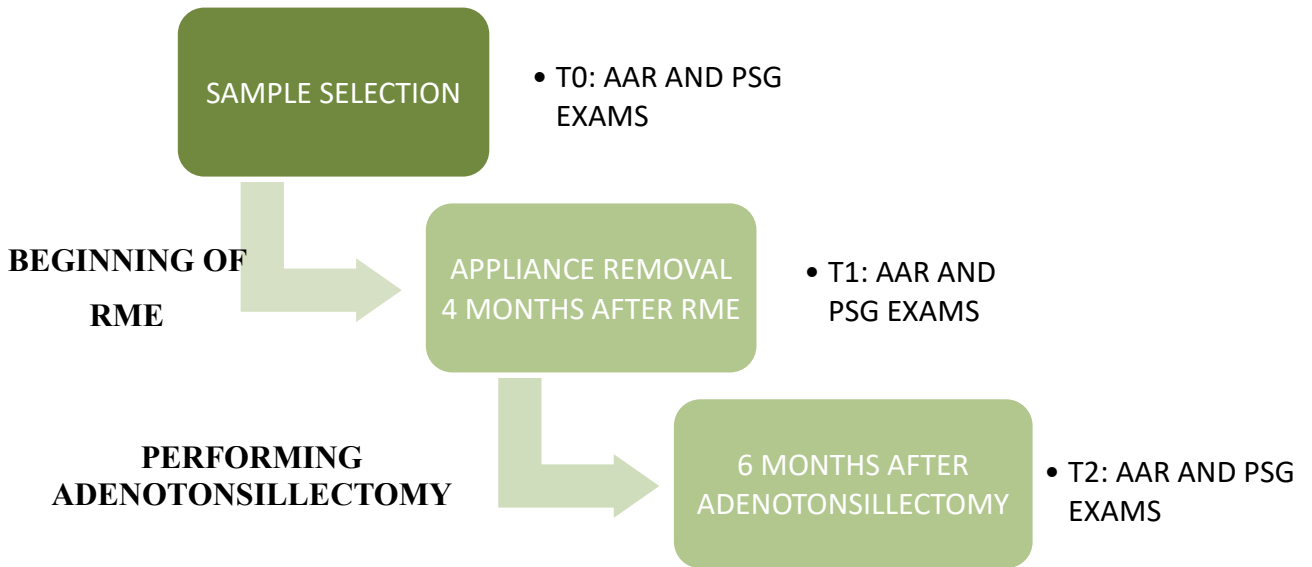 SAMPLE SELECTION
• T0: AAR AND PSG
EXAMS
BEGINNING OF
RME
APPLIANCE REMOVAL
4 MONTHS AFTER RME
• T1: AAR AND
PSG EXAMS
PERFORMING
ADENOTONSILLECTOMY
6 MONTHS AFTER
ADENOTONSILLECTOMY
• T2: AAR AND PSG
EXAMS